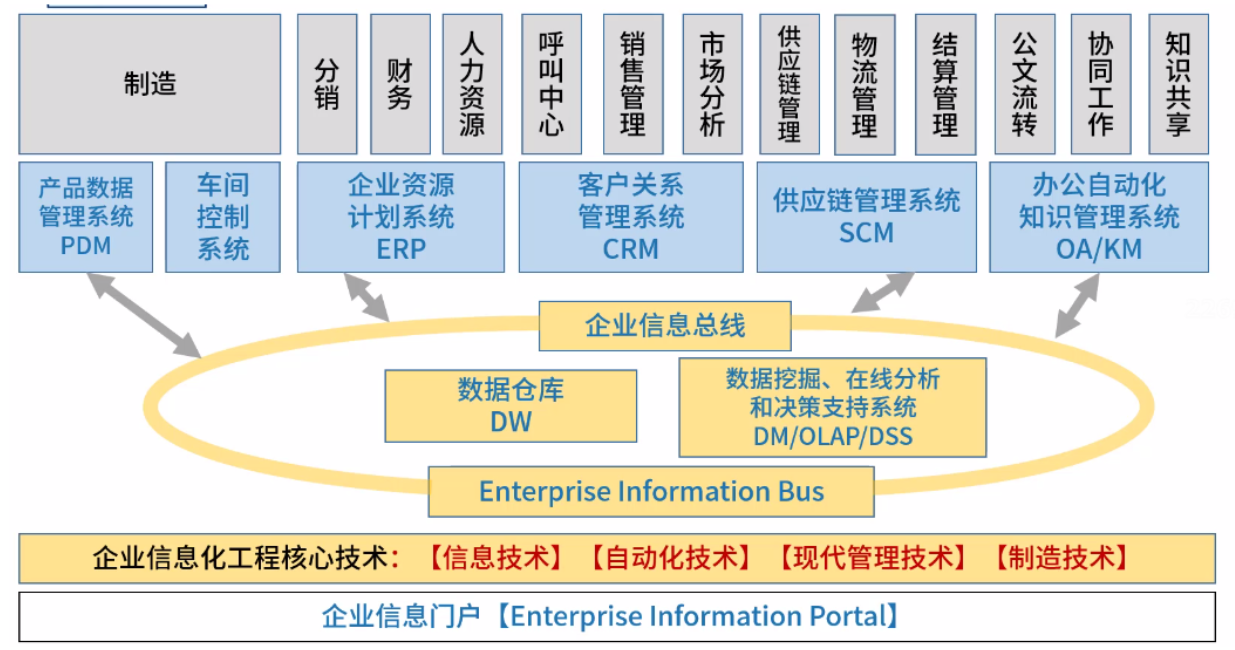 制造
分销
财务
人力资源
呼叫中心
销售管理
市场分析
供应链管理
物流管理
结算管理
公文流转
协同工作
知识共享
产品数据
管理系统
PDM
车间
控制
系统
企业资源
计划系统
ERP
客户关系
管理系统
CRM
供应链管理系统
SCM
办公自动化
知识管理系统
OA/KM
企业信息总线
数据仓库
DW
数据挖掘、在线分析
和决策支持系统
DM/OLAP/DSS
Enterprise Information Bus
企业信息化工程核心技术：【信息技术】【自动化技术】【现代管理技术】【制造技术】
企业信息门户【Enterprise Information Portal】